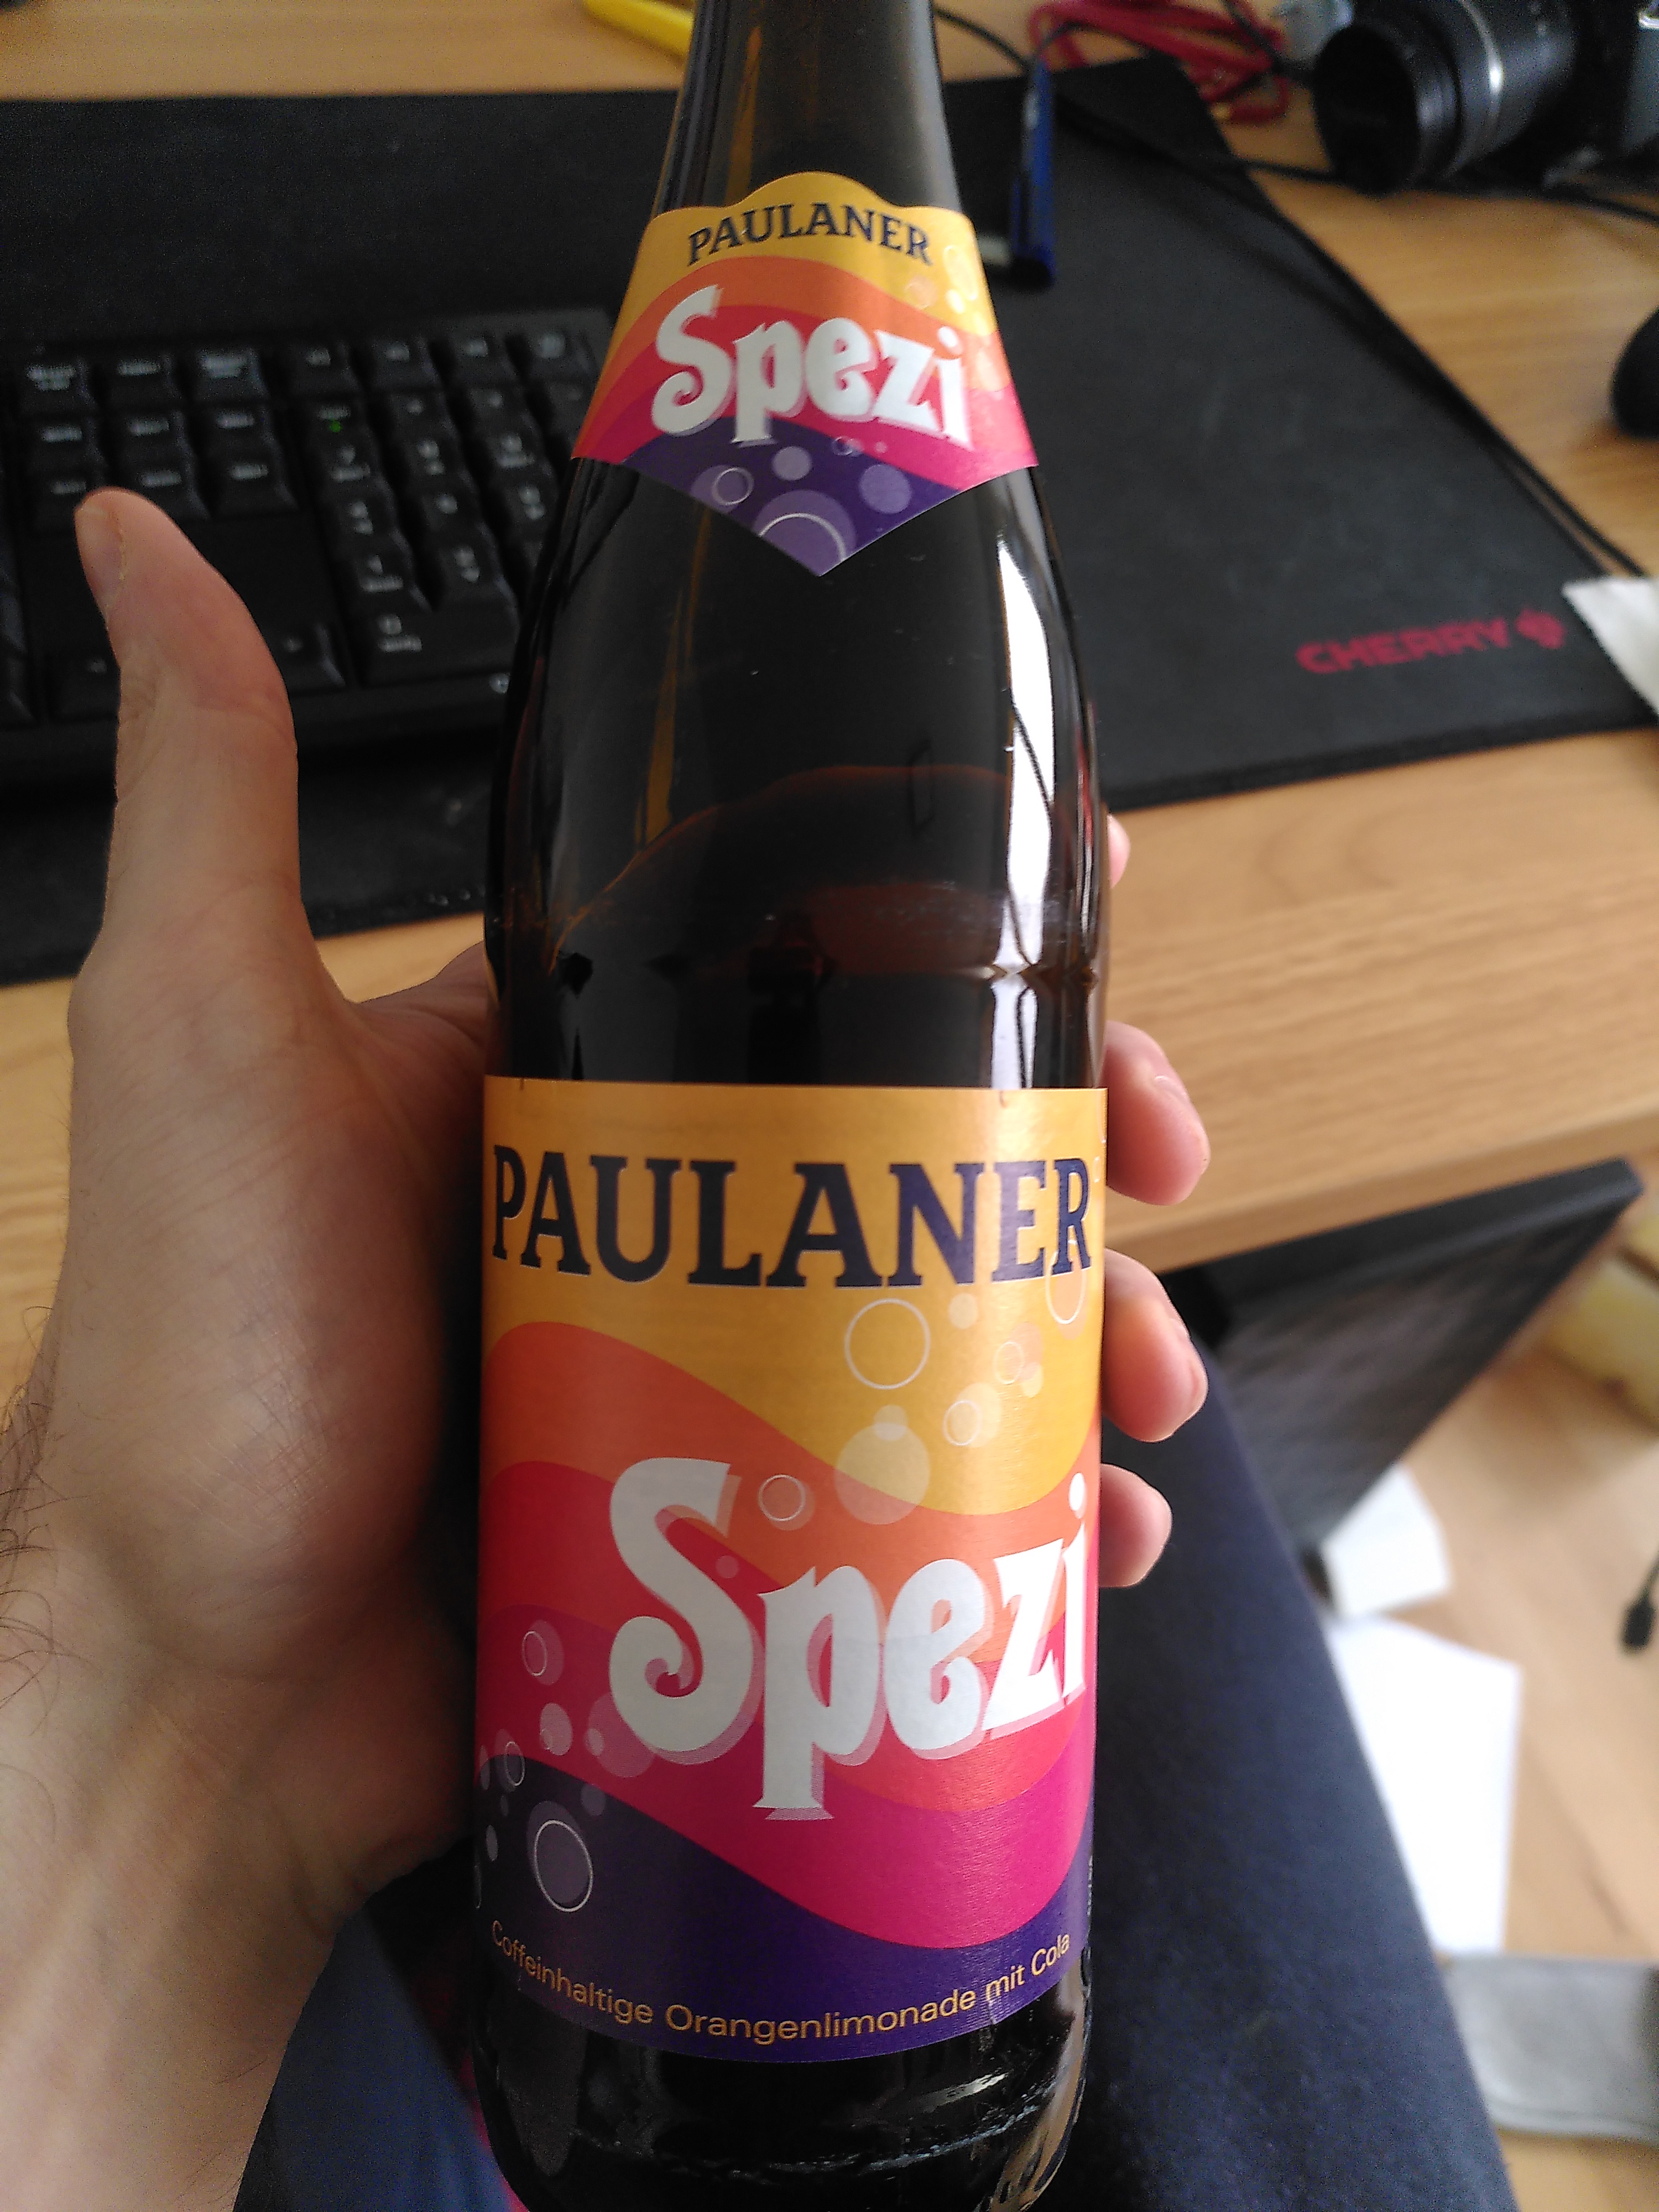 PAULANER
Spezi
CHERRY
PAULANER
Spezi
Coffeinhaltige Orangenlimonade mit Cola